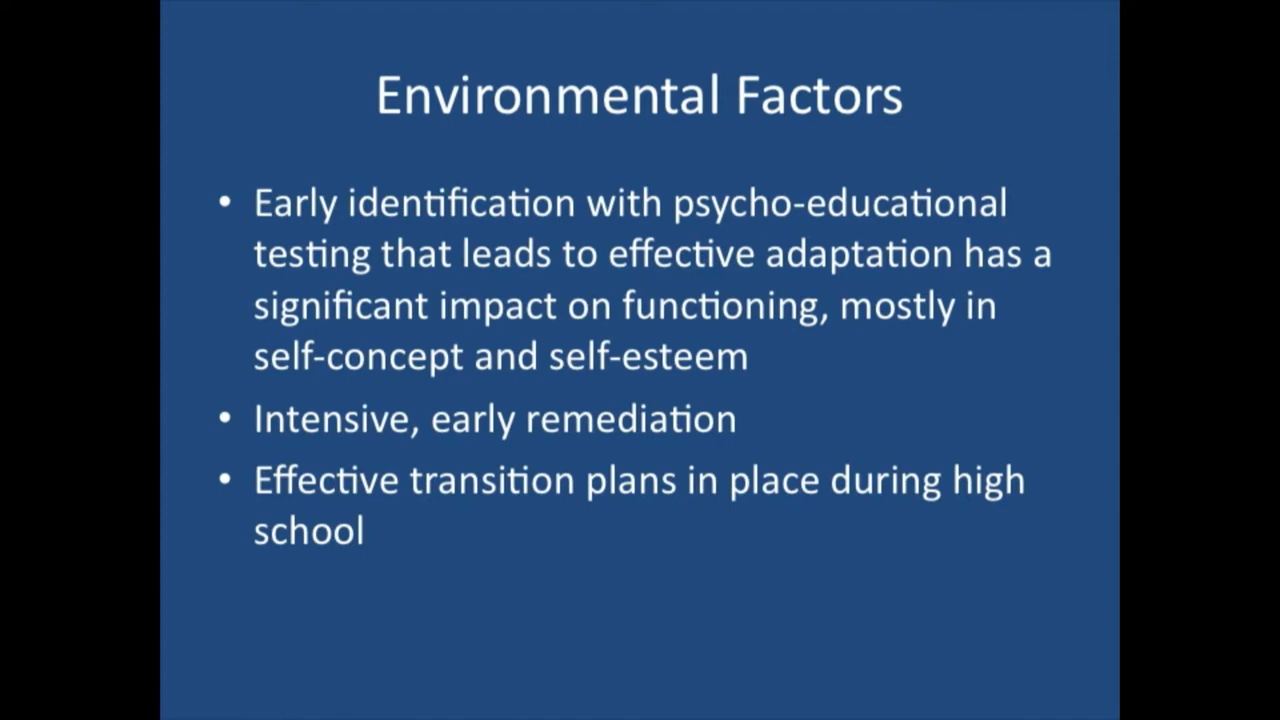 Environmental Factors
• Early identification with psycho-educational
testing that leads to effective adaptation has a
significant impact on functioning, mostly in
self-concept and self-esteem
• Intensive, early remediation
• Effective transition plans in place during high
school